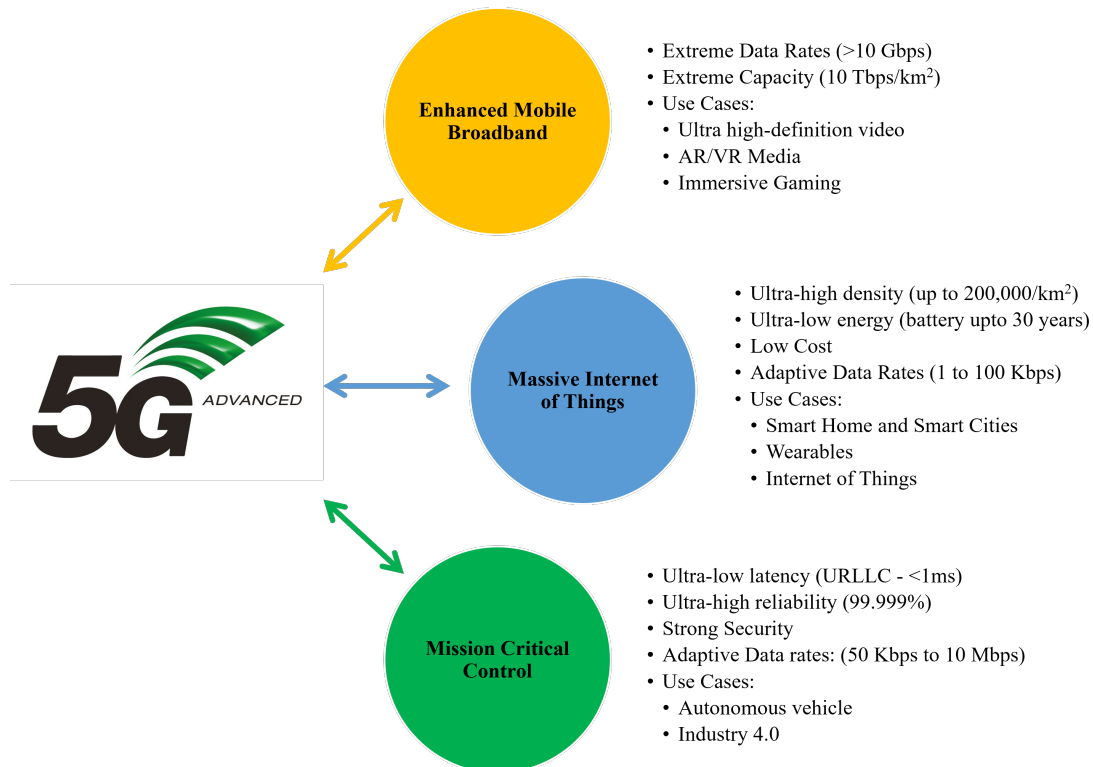 Enhanced Mobile
Broadband
• Extreme Data Rates (>10 Gbps)
• Extreme Capacity (10 Tbps/km²)
• Use Cases:
• Ultra high-definition video
• AR/VR Media
• Immersive Gaming
5G ADVANCED
Massive Internet
of Things
• Ultra-high density (up to 200,000/km²)
• Ultra-low energy (battery upto 30 years)
• Low Cost
• Adaptive Data Rates (1 to 100 Kbps)
• Use Cases:
• Smart Home and Smart Cities
• Wearables
• Internet of Things
Mission Critical
Control
• Ultra-low latency (URLLC - <1ms)
• Ultra-high reliability (99.999%)
• Strong Security
• Adaptive Data rates: (50 Kbps to 10 Mbps)
• Use Cases:
• Autonomous vehicle
• Industry 4.0